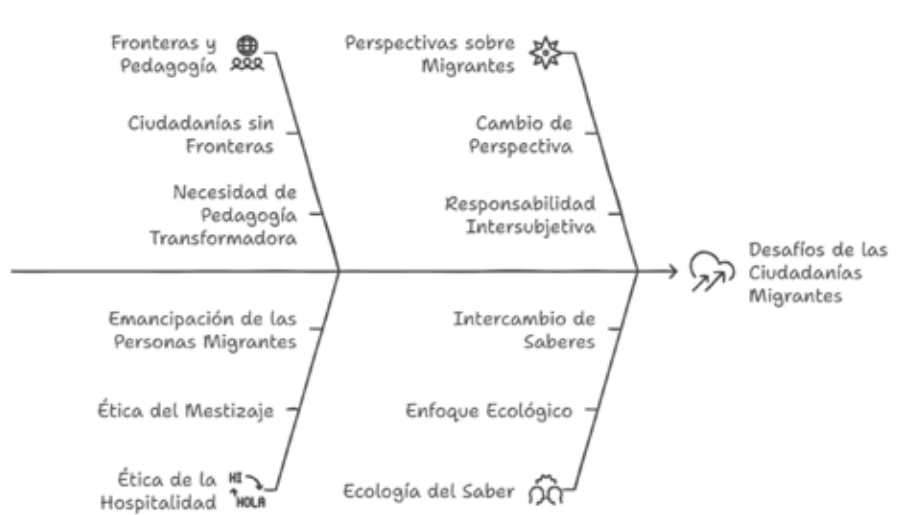 Fronteras y
Pedagogía
Ciudadanías sin
Fronteras
Necesidad de
Pedagogía
Transformadora
Perspectivas sobre
Migrantes
Cambio de
Perspectiva
Responsabilidad
Intersubjetiva
Desafíos de las
Ciudadanías
Migrantes
Emancipación de las
Personas Migrantes
Ética del Mestizaje
Ética de la
Hospitalidad
HI
HOLA
Intercambio de
Saberes
Enfoque Ecológico
Ecología del Saber